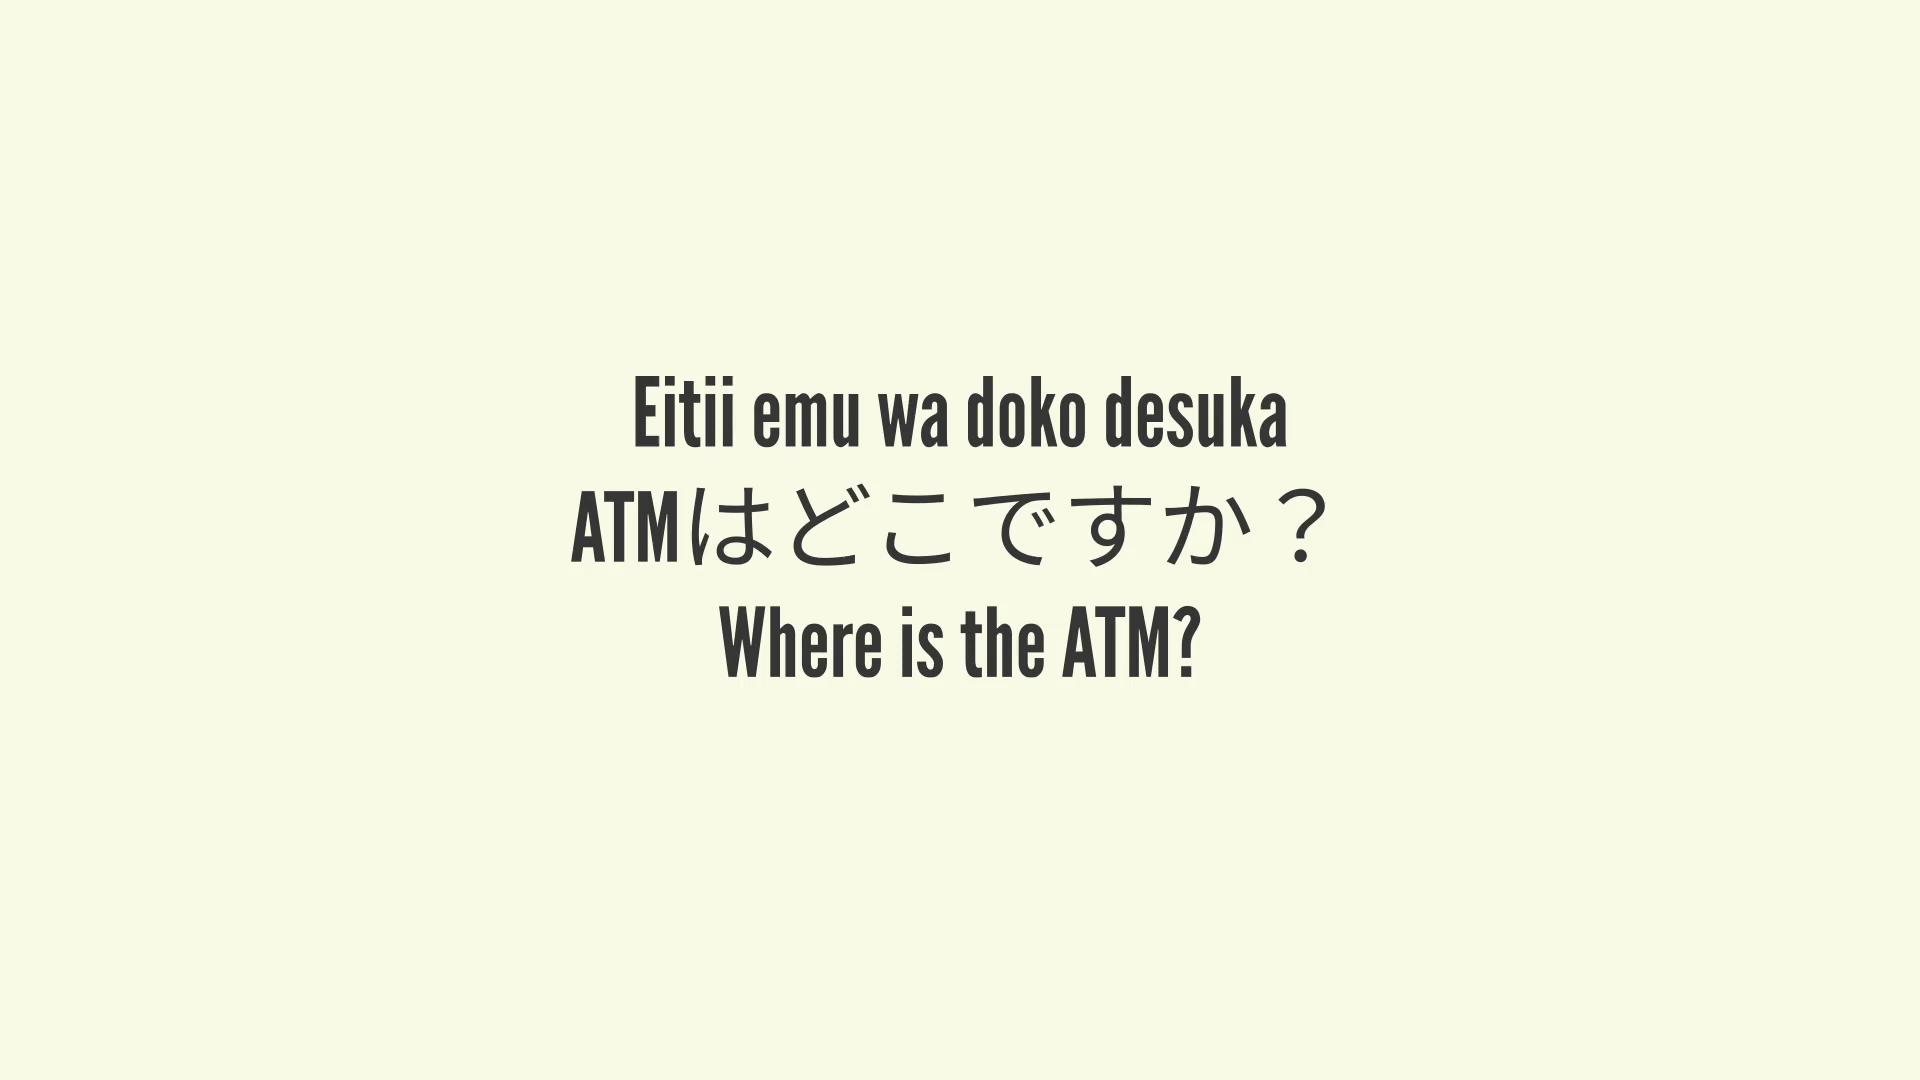 Eitii emu wa doko desuka
ATMはどこですか？
Where is the ATM?